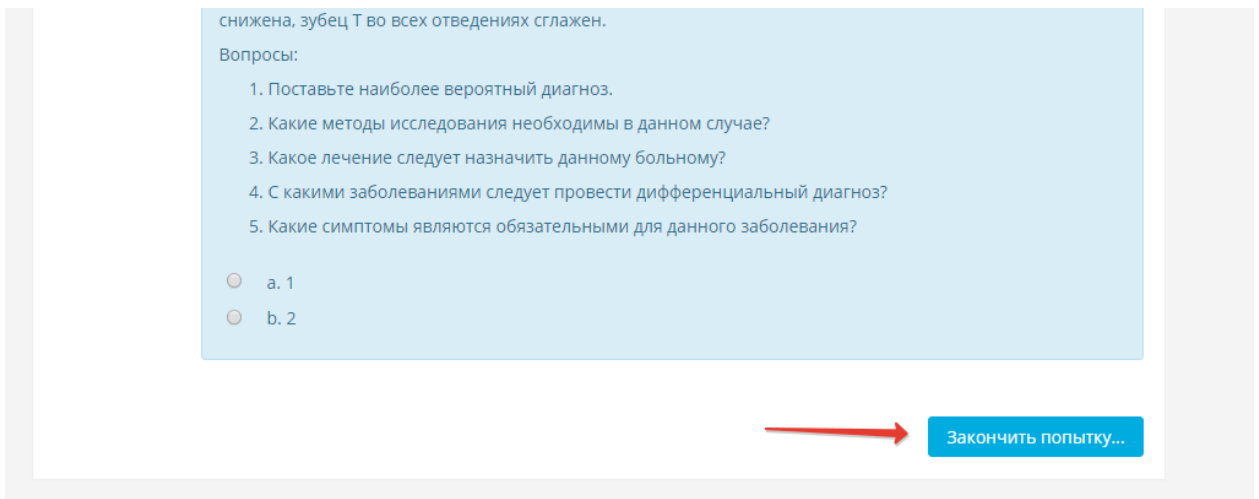 снижена, зубец Т во всех отведениях сглажен.
Вопросы:
1. Поставьте наиболее вероятный диагноз.
2. Какие методы исследования необходимы в данном случае?
3. Какое лечение следует назначить данному больному?
4. С какими заболеваниями следует провести дифференциальный диагноз?
5. Какие симптомы являются обязательными для данного заболевания?
a. 1
b. 2
Закончить попытку...